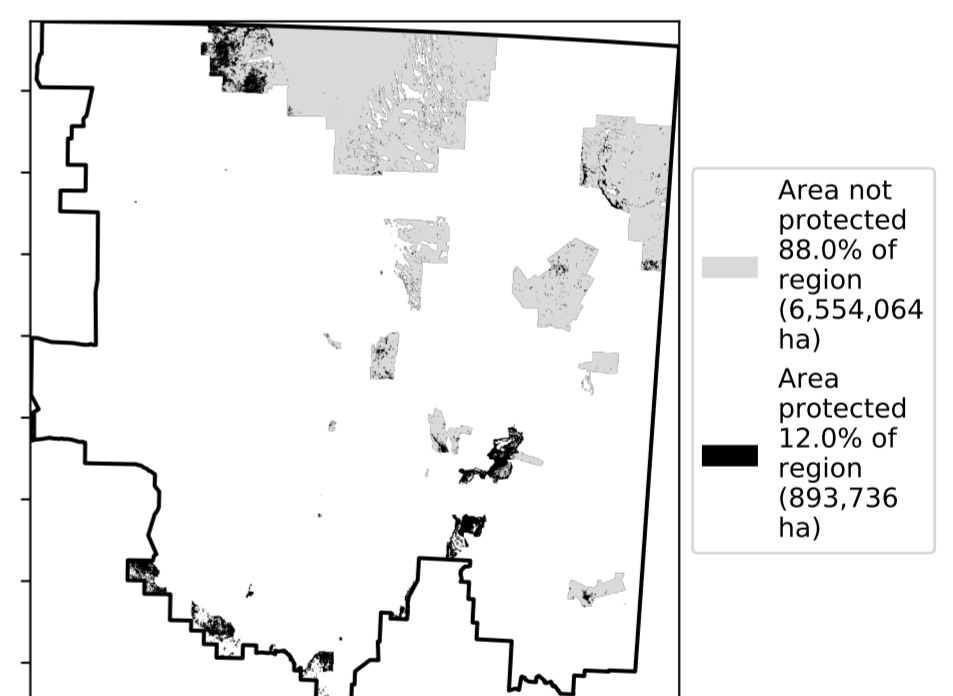 Area not
protected
88.0% of
region
(6,554,064
ha)
Area
protected
12.0% of
region
(893,736
ha)